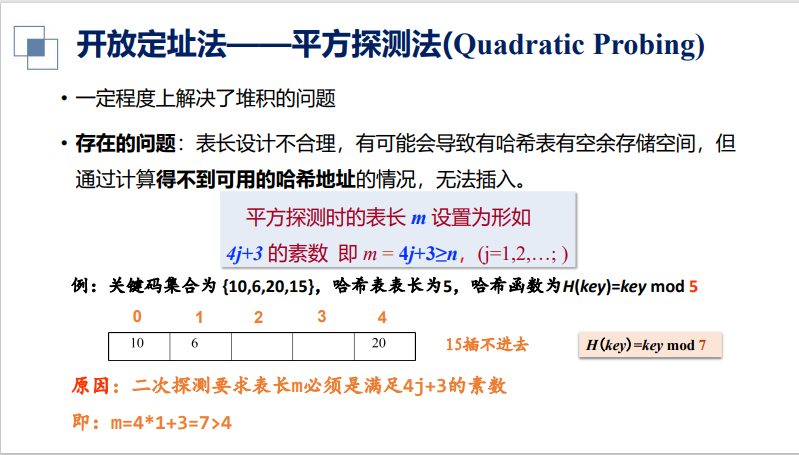 开放定址法——平方探测法(Quadratic Probing)
• 一定程度上解决了堆积的问题
• 存在的问题：表长设计不合理，有可能会导致有哈希表有空余存储空间，但
通过计算得不到可用的哈希地址的情况，无法插入。
平方探测时的表长 m 设置为形如
4j+3 的素数 即 m = 4j+3≥n， (j=1,2,…; )
例：关键码集合为 {10,6,20,15}，哈希表表长为5，哈希函数为H(key)=key mod 5
0 1 2 3 4
10 6 20
15插不进去
H（key）=key mod 7
原因：二次探测要求表长m必须是满足4j+3的素数
即：m=4*1+3=7>4